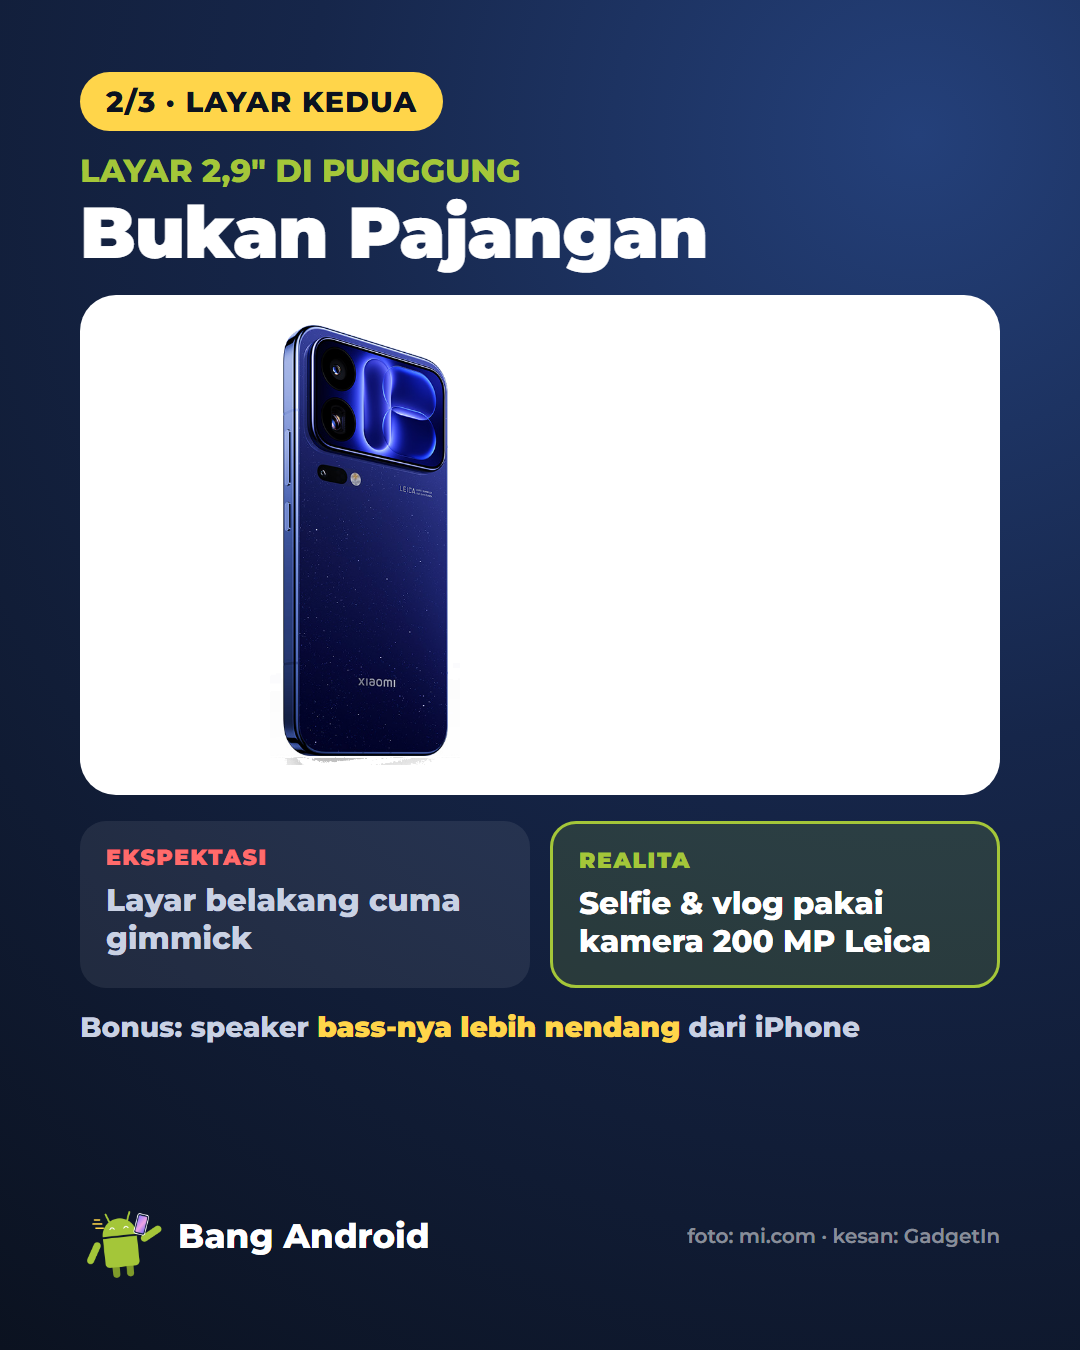 2/3 • LAYAR KEDUA
LAYAR 2,9" DI PUNGGUNG
Bukan Pajangan
LEICA
xiaomi
EKSPEKTASI
Layar belakang cuma
gimmick
REALITA
Selfie & vlog pakai
kamera 200 MP Leica
Bonus: speaker bass-nya lebih nendang dari iPhone
Bang Android
foto: mi.com · kesan: GadgetIn